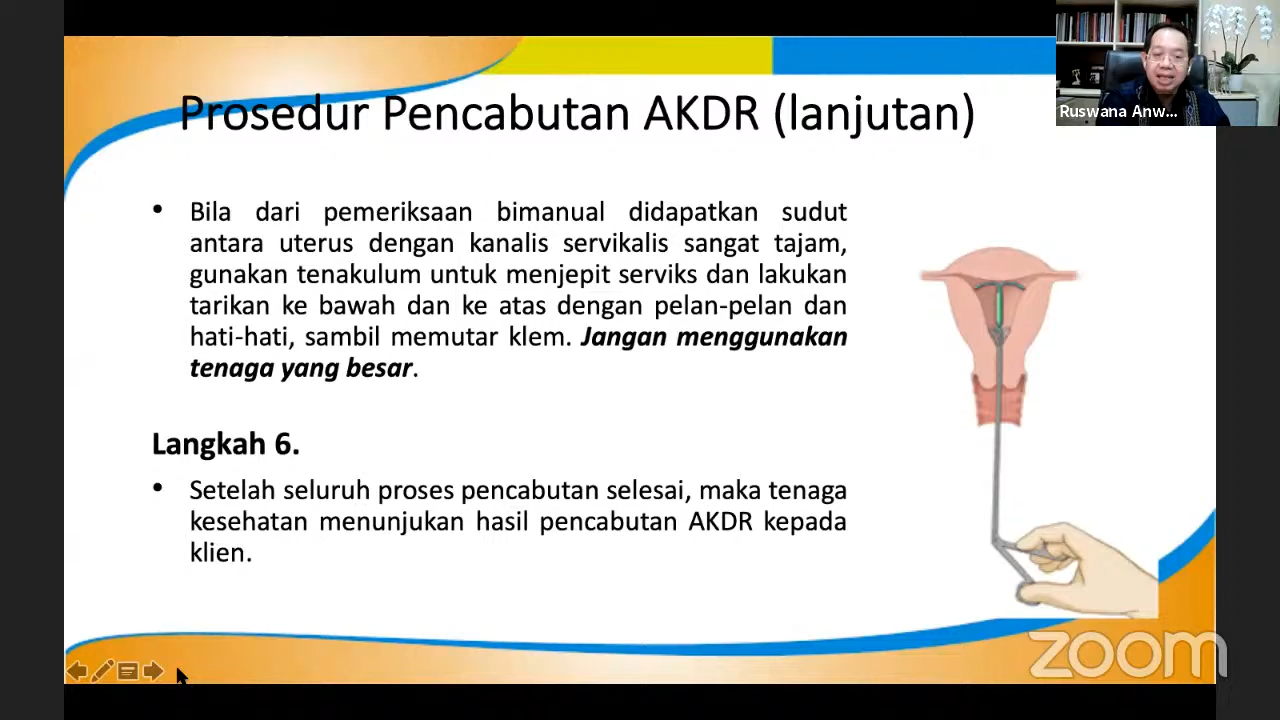 Prosedur Pencabutan AKDR (lanjutan)
Ruswana Anw...
• Bila dari pemeriksaan bimanual didapatkan sudut
antara uterus dengan kanalis servikalis sangat tajam,
gunakan tenakulum untuk menjepit serviks dan lakukan
tarikan ke bawah dan ke atas dengan pelan-pelan dan
hati-hati, sambil memutar klem. Jangan menggunakan
tenaga yang besar.
Langkah 6.
• Setelah seluruh proses pencabutan selesai, maka tenaga
kesehatan menunjukan hasil pencabutan AKDR kepada
klien.
zoom